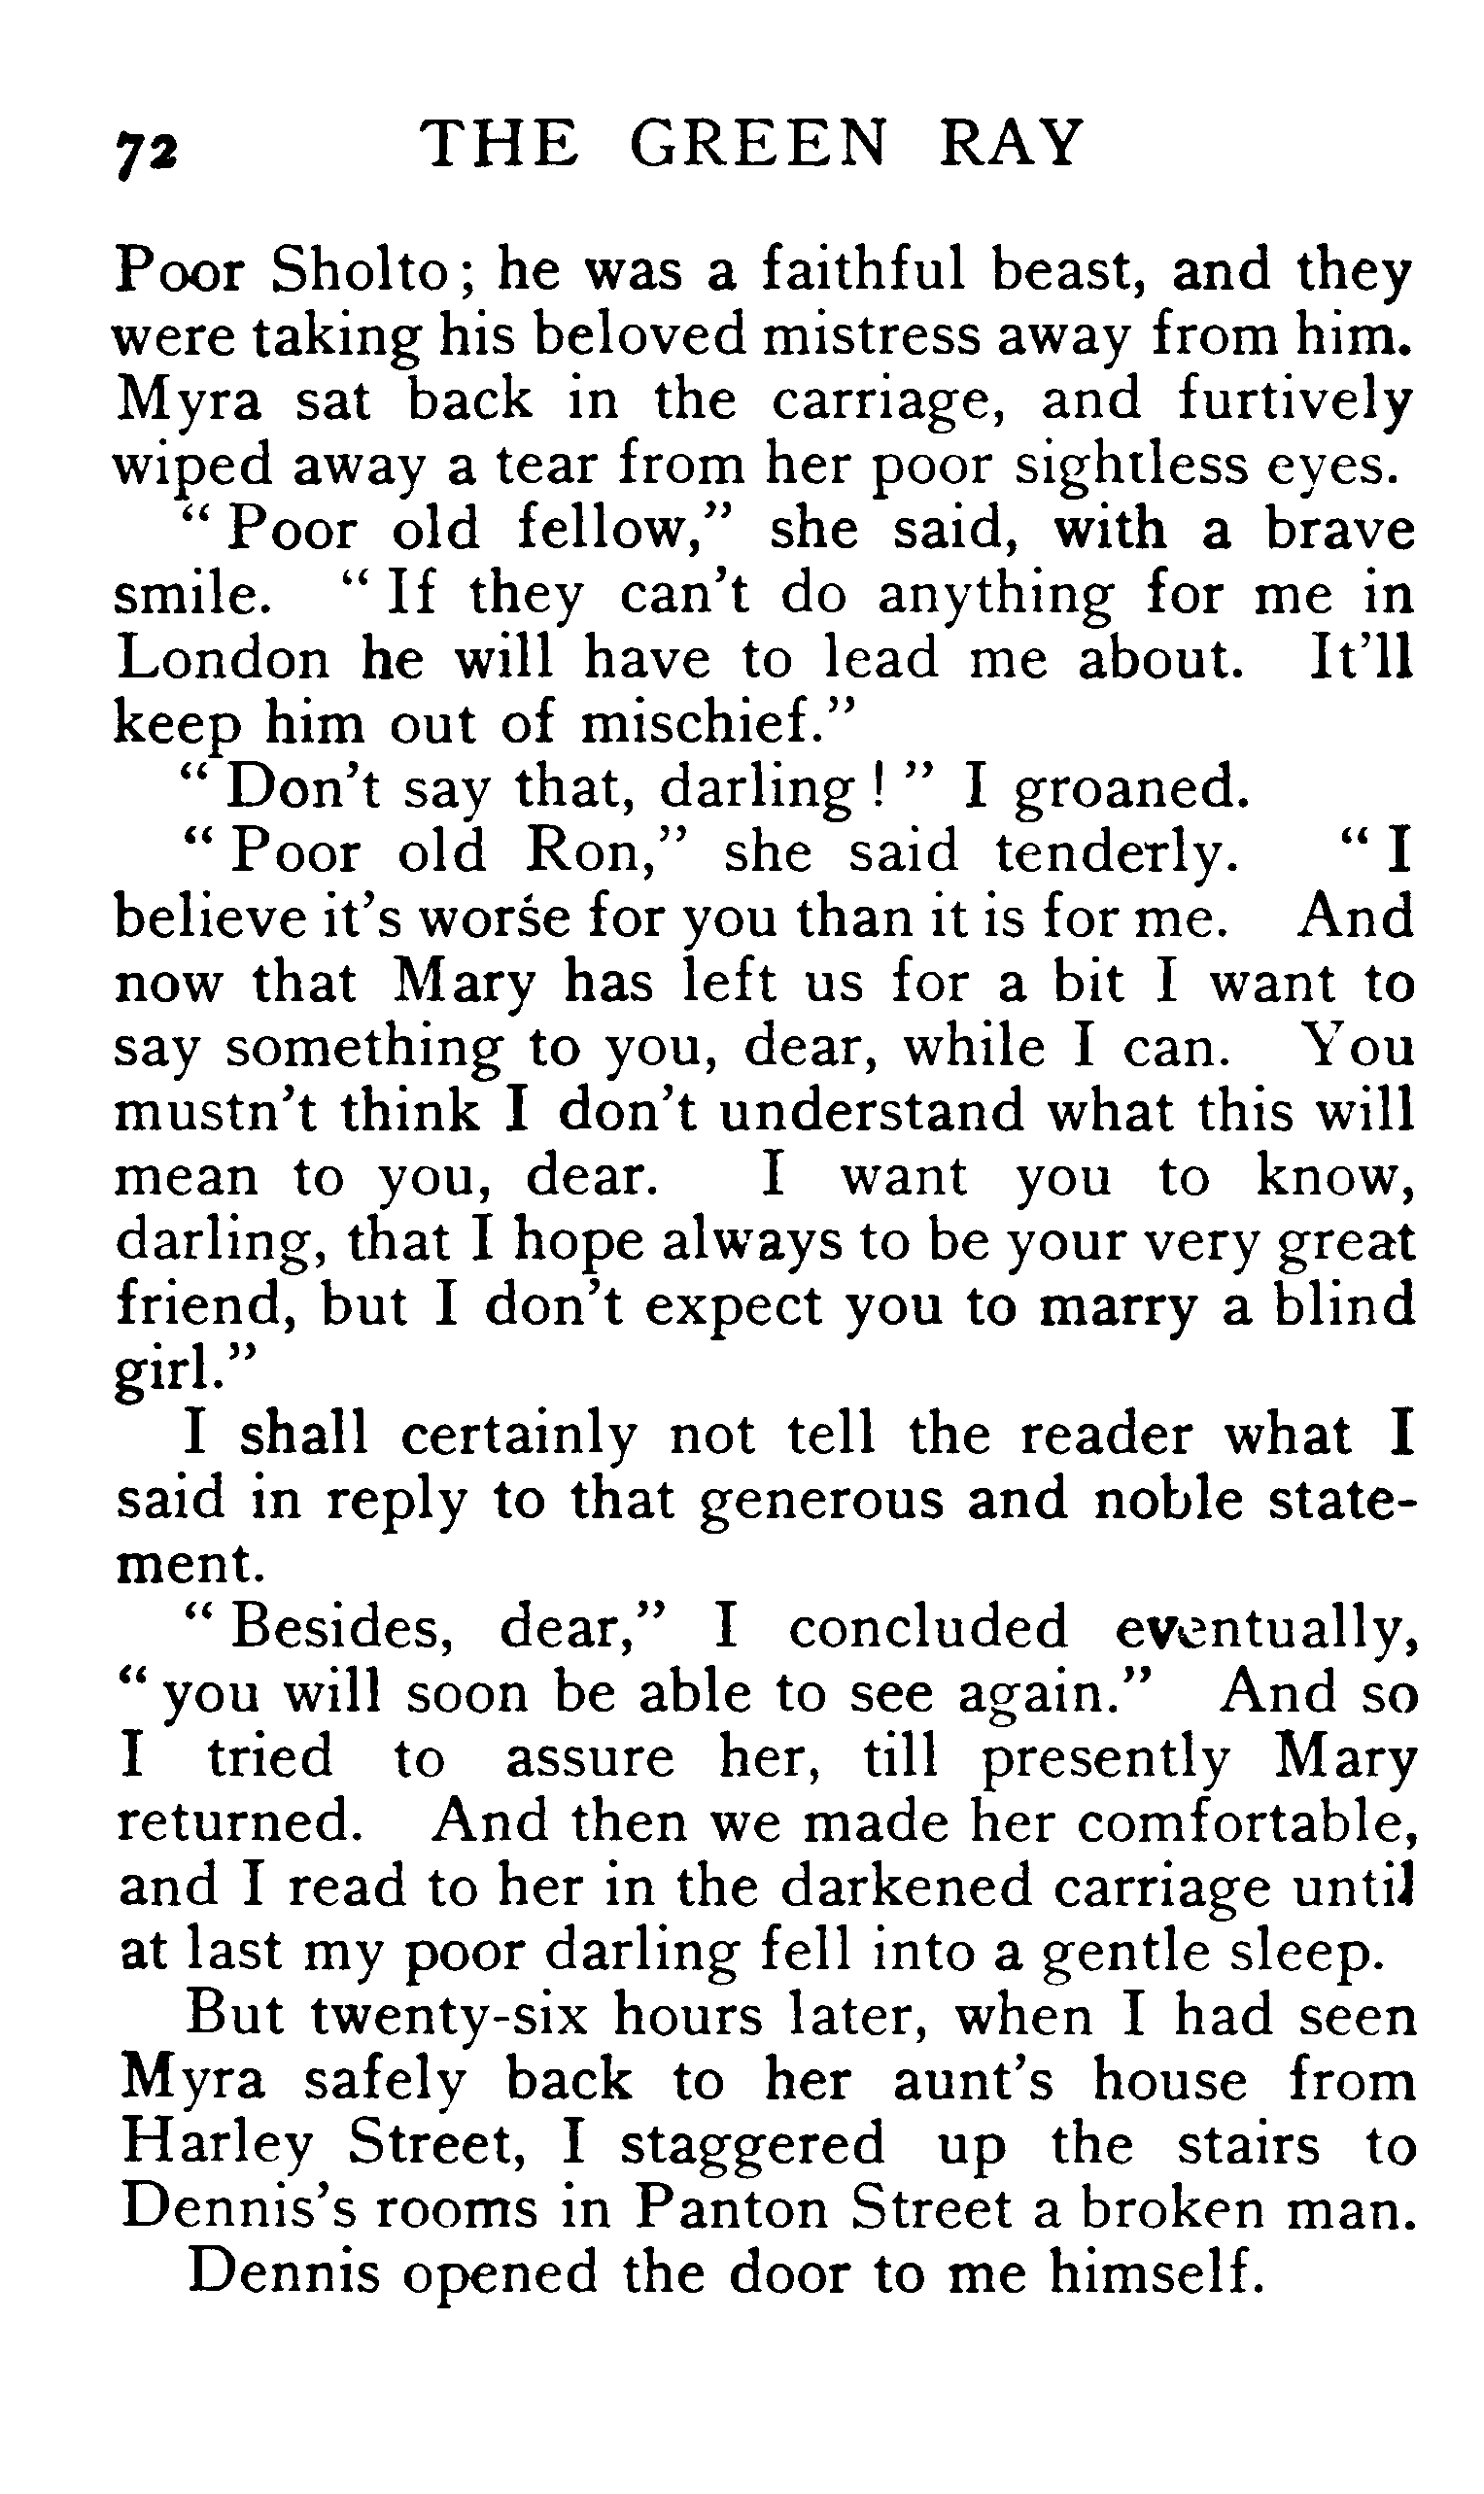 72 THE GREEN RAY
Poor Sholto; he was a faithful beast, and they
were taking his beloved mistress away from him.
Myra sat back in the carriage, and furtively
wiped away a tear from her poor sightless eyes.
“ Poor old fellow,” she said, with a brave
smile. “ If they can't do anything for me in
London he will have to lead me about. It'll
keep him out of mischief.”
“ Don't say that, darling ! ” I groaned.
“ Poor old Ron,” she said tenderly. “ I
believe it's worse for you than it is for me. And
now that Mary has left us for a bit I want to
say something to you, dear, while I can. You
mustn't think I don't understand what this will
mean to you, dear. I want you to know,
darling, that I hope always to be your very great
friend, but I don't expect you to marry a blind
girl.”
I shall certainly not tell the reader what I
said in reply to that generous and noble state-
ment.
“ Besides, dear,” I concluded eventually,
“ you will soon be able to see again.” And so
I tried to assure her, till presently Mary
returned. And then we made her comfortable,
and I read to her in the darkened carriage until
at last my poor darling fell into a gentle sleep.
But twenty-six hours later, when I had seen
Myra safely back to her aunt's house from
Harley Street, I staggered up the stairs to
Dennis's rooms in Panton Street a broken man.
Dennis opened the door to me himself.